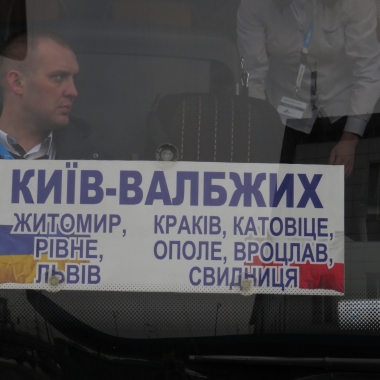 КИЇВ-ВАЛБЖИХ
ЖИТОМИР,
РІВНЕ,
ЛЬВІВ
КРАКІВ, КАТОВІЦЕ,
ОПОЛЕ, ВРОЦЛАВ,
СВИДНИЦЯ